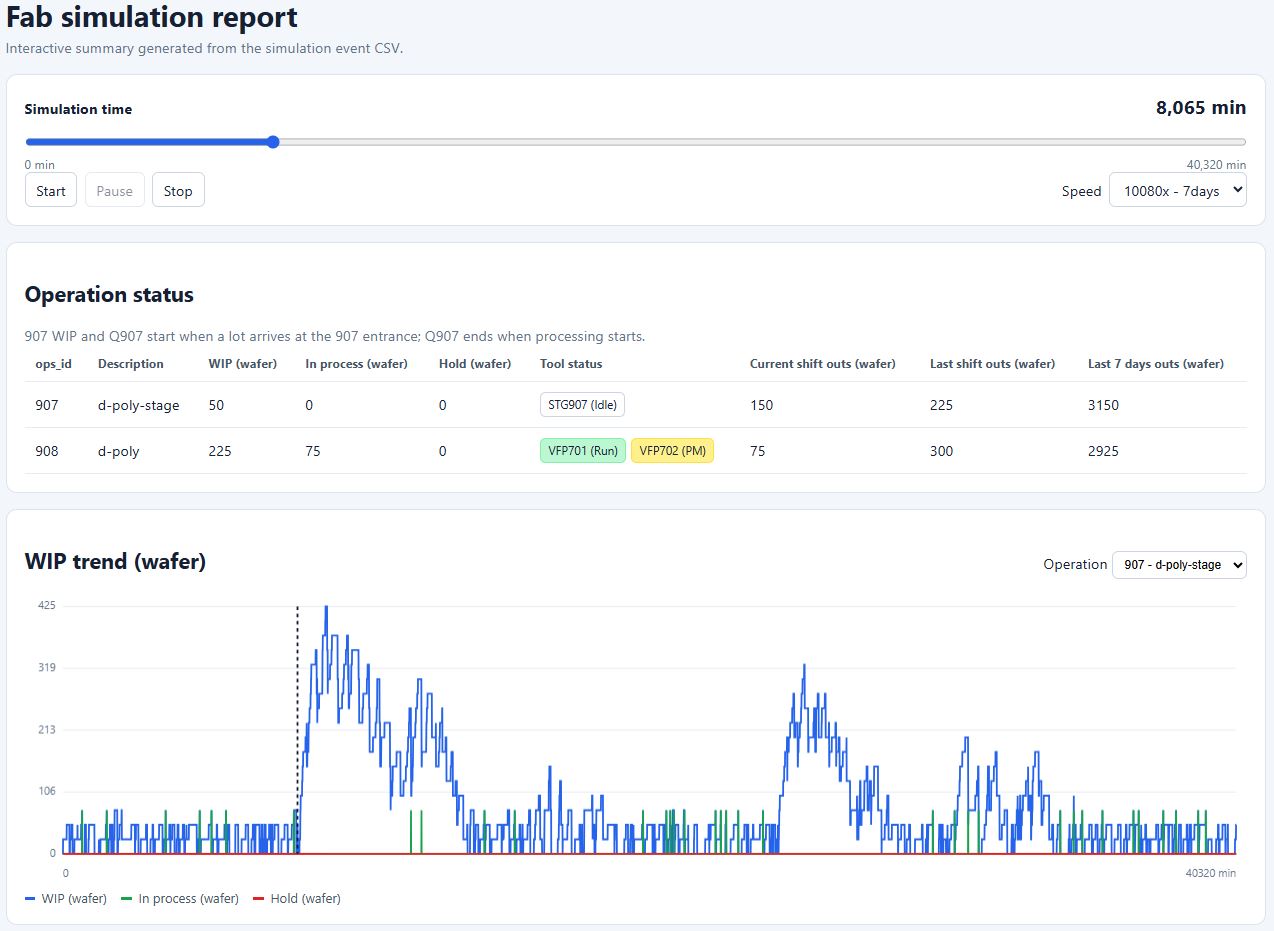 Fab simulation report
Interactive summary generated from the simulation event CSV.
Simulation time
8,065 min
0 min
40,320 min
Start Pause Stop
Speed 10080x - 7days
Operation status
907 WIP and Q907 start when a lot arrives at the 907 entrance; Q907 ends when processing starts.
ops_id Description WIP (wafer) In process (wafer) Hold (wafer) Tool status Current shift outs (wafer) Last shift outs (wafer) Last 7 days outs (wafer)
907 d-poly-stage 50 0 0 STG907 (Idle) 150 225 3150
908 d-poly 225 75 0 VFP701 (Run) VFP702 (PM) 75 300 2925
WIP trend (wafer)
Operation 907 - d-poly-stage
425
319
213
106
0
0 40320 min
WIP (wafer) In process (wafer) Hold (wafer)